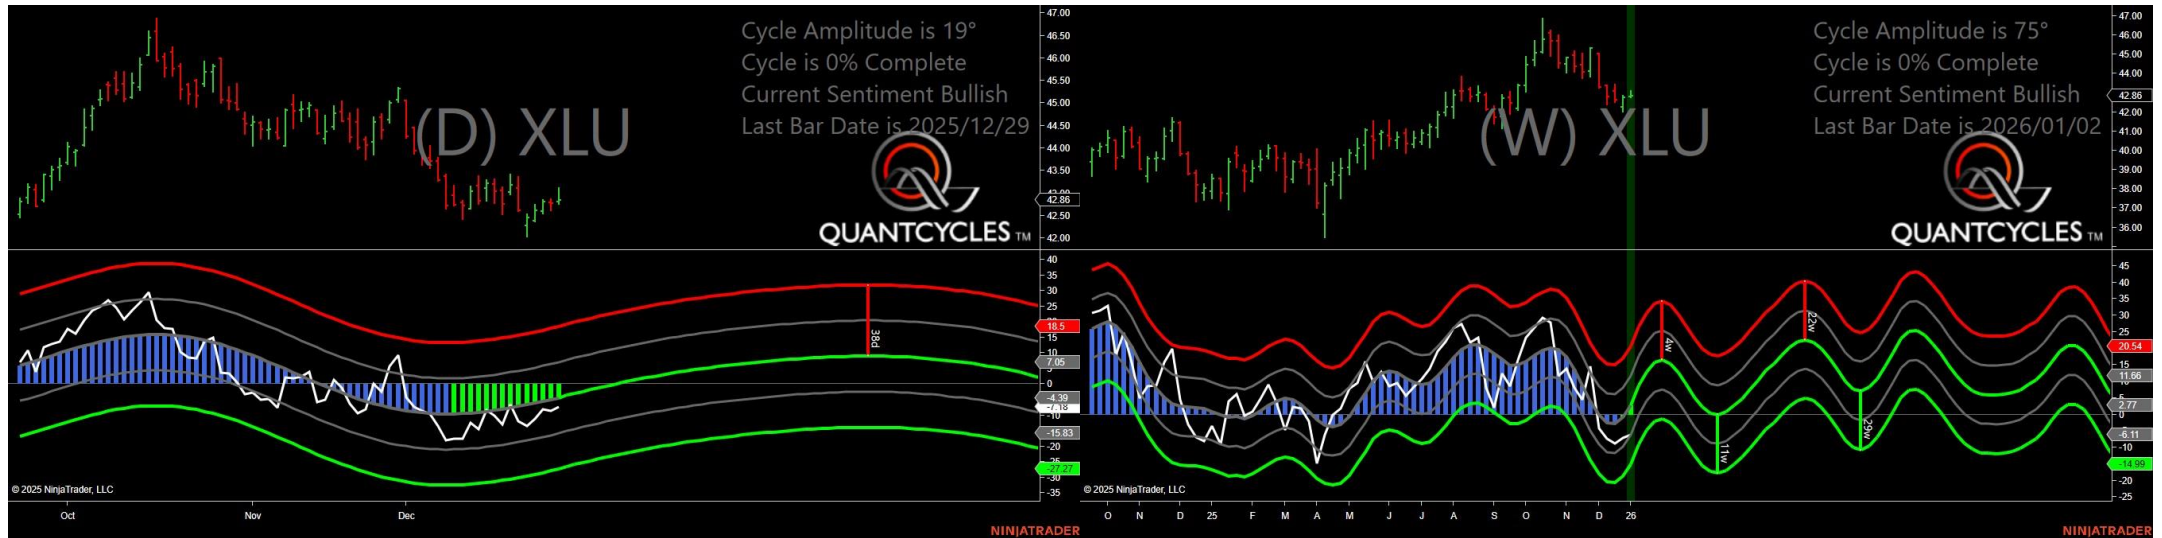 Cycle Amplitude is 19°
Cycle is 0% Complete
Current Sentiment Bullish
Last Bar Date is 2025/12/29
(D) XLU
QUANTCYCLES TM
47.00
46.50
46.00
45.50
45.00
44.50
44.00
43.50
42.86
42.50
42.00
40
35
30
25
18.5
15
10
7.05
0
-4.39
-7.18
-10
-15.83
-20
-27.27
-30
-35
38d
© 2025 NinjaTrader, LLC
Oct Nov Dec
NINJATRADER
Cycle Amplitude is 75°
Cycle is 0% Complete
Current Sentiment Bullish
Last Bar Date is 2026/01/02
(W) XLU
QUANTCYCLES TM
47.00
46.00
45.00
44.00
42.86
42.00
41.00
40.00
39.00
38.00
37.00
36.00
45
40
35
30
25
20.54
15
11.66
2.77
0
-6.11
-10
-14.99
-20
-25
4w
11w
22w
29w
© 2025 NinjaTrader, LLC
O N D 25 F M A M J J A S O N D 26
NINJATRADER